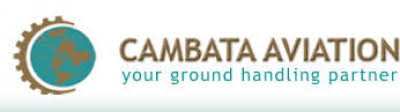 CAMBATA AVIATION
your ground handling partner